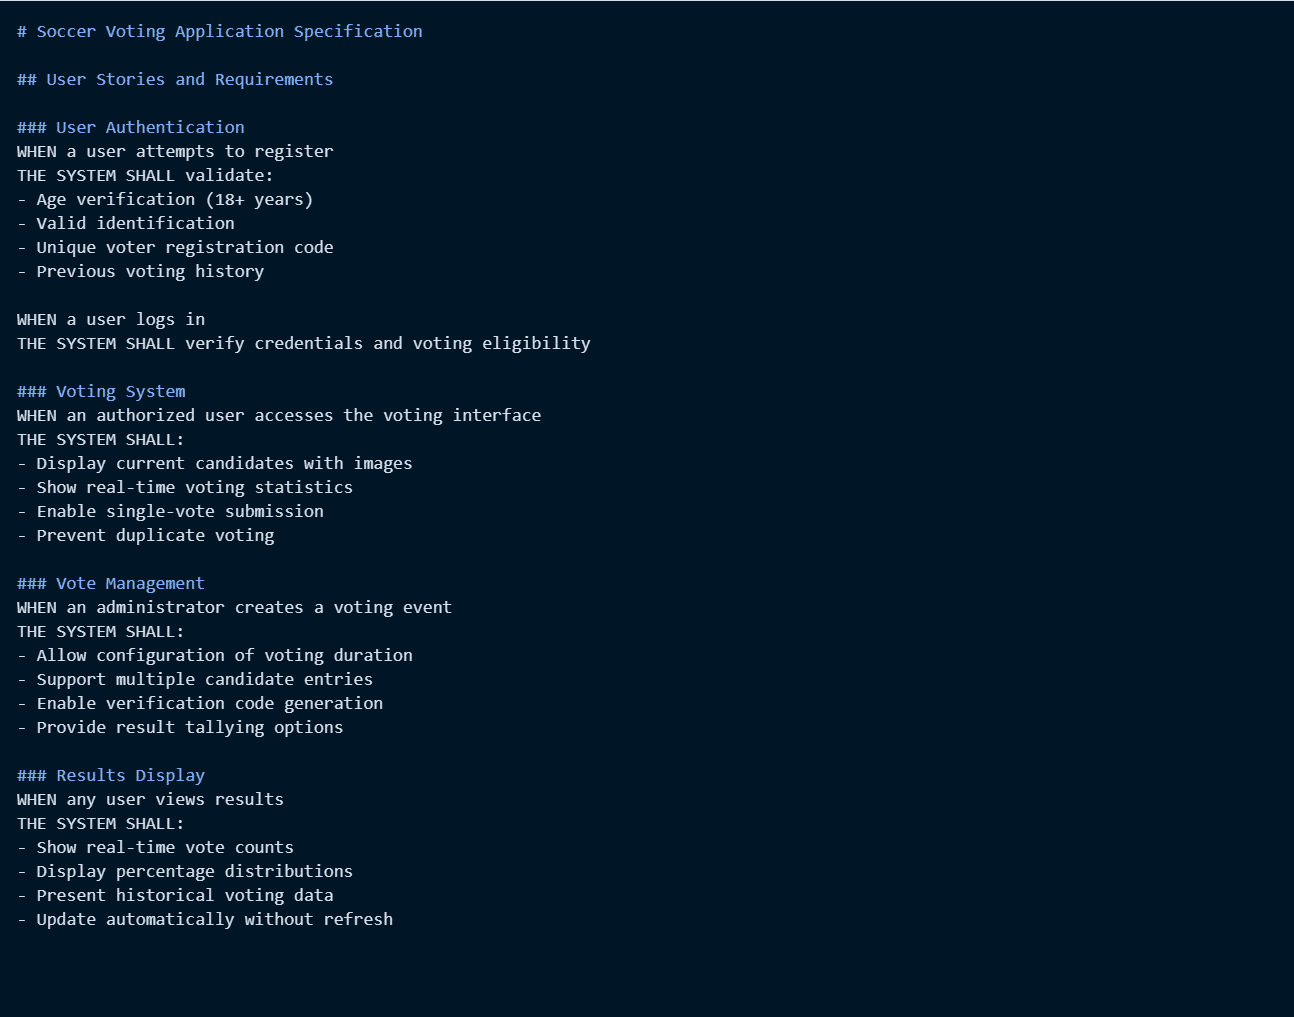 # Soccer Voting Application Specification
## User Stories and Requirements
### User Authentication
WHEN a user attempts to register
THE SYSTEM SHALL validate:
- Age verification (18+ years)
- Valid identification
- Unique voter registration code
- Previous voting history
WHEN a user logs in
THE SYSTEM SHALL verify credentials and voting eligibility
### Voting System
WHEN an authorized user accesses the voting interface
THE SYSTEM SHALL:
- Display current candidates with images
- Show real-time voting statistics
- Enable single-vote submission
- Prevent duplicate voting
### Vote Management
WHEN an administrator creates a voting event
THE SYSTEM SHALL:
- Allow configuration of voting duration
- Support multiple candidate entries
- Enable verification code generation
- Provide result tallying options
### Results Display
WHEN any user views results
THE SYSTEM SHALL:
- Show real-time vote counts
- Display percentage distributions
- Present historical voting data
- Update automatically without refresh